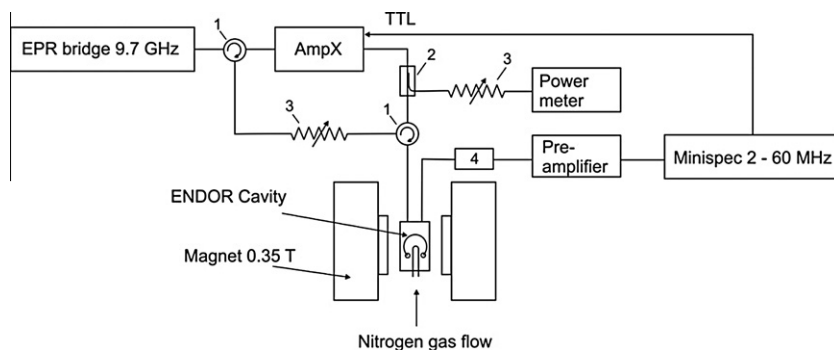 TTL
1
EPR bridge 9.7 GHz
AmpX
2
3
Power
meter
3
1
Pre-
amplifier
4
Minispec 2 - 60 MHz
ENDOR Cavity
Magnet 0.35 T
Nitrogen gas flow